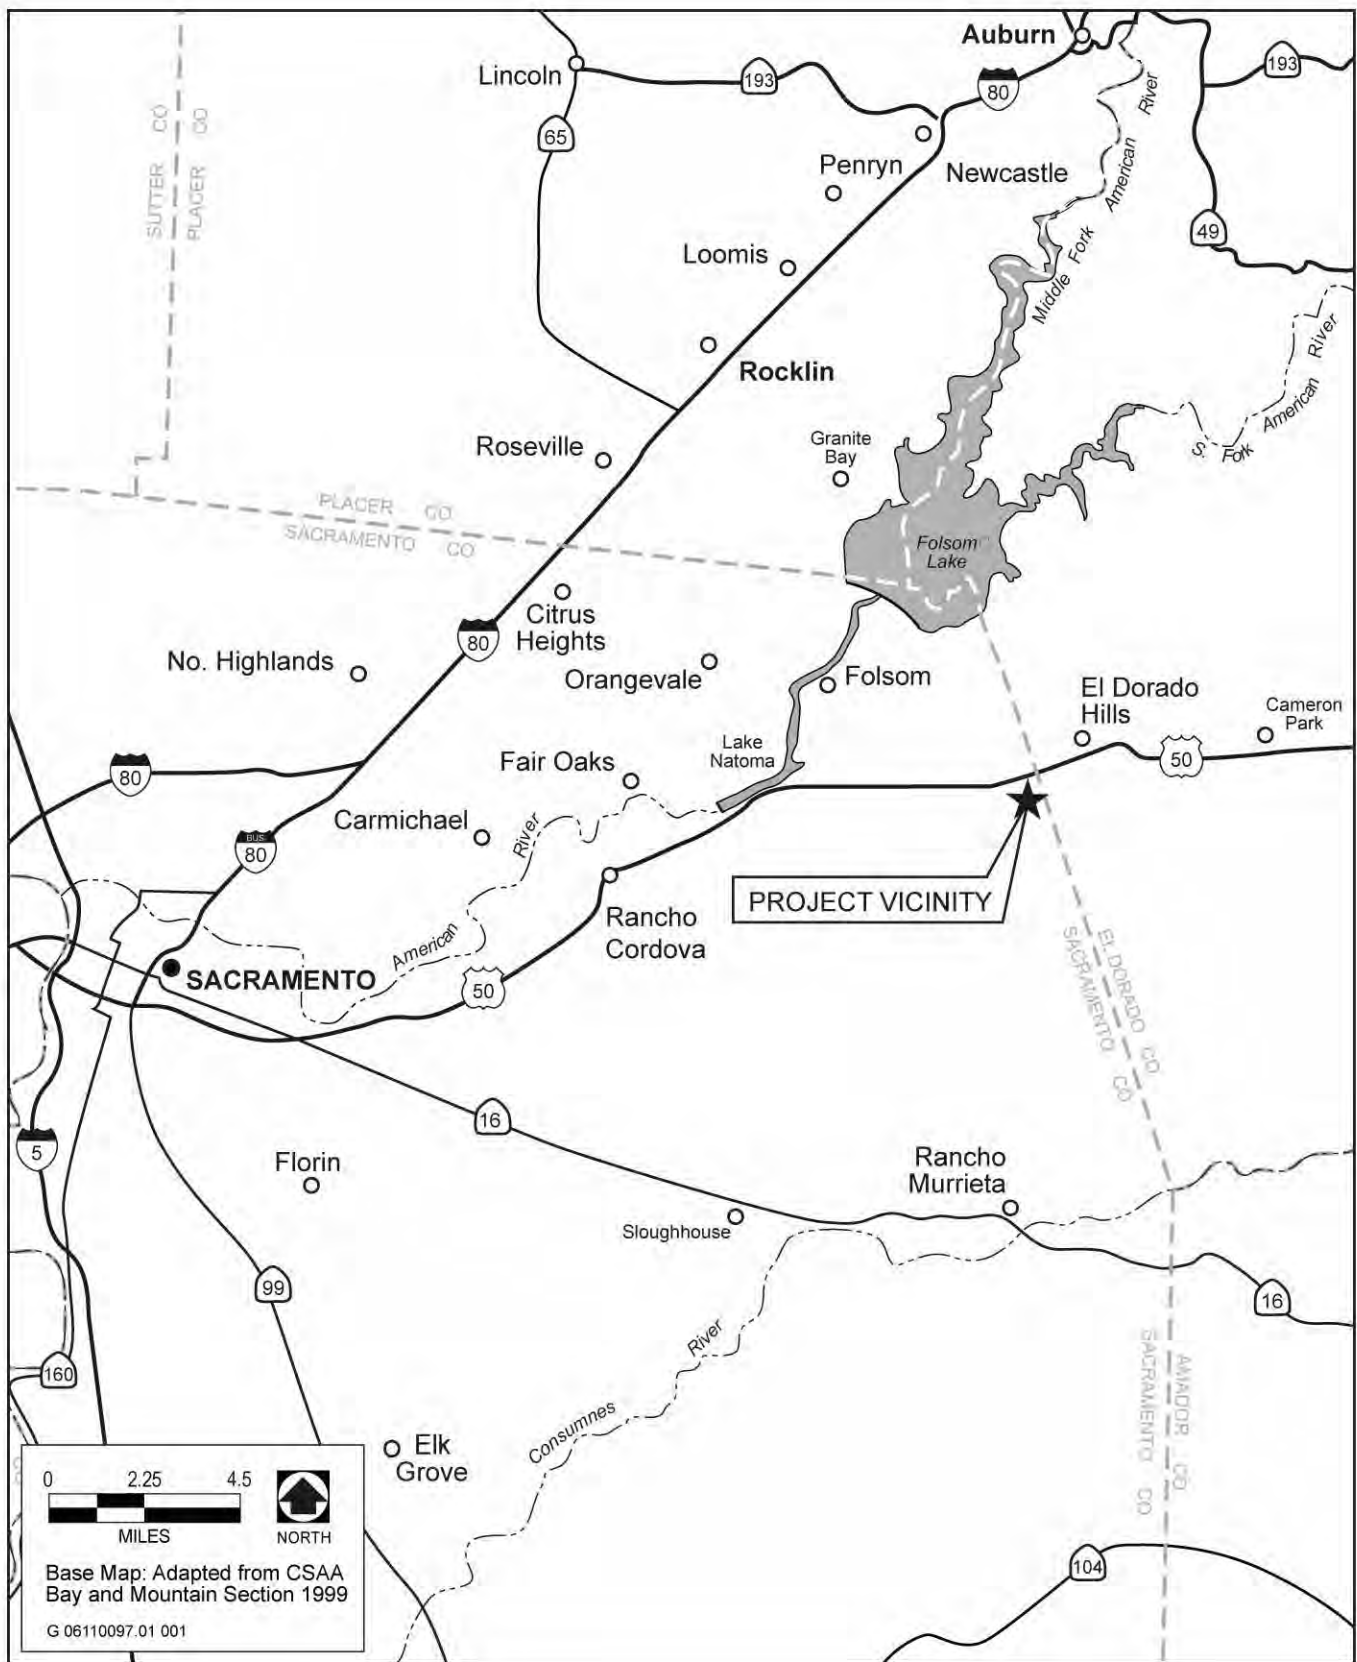 Auburn
Lincoln
193
80
193
65
River
SUTTER CO
PLACER CO
Penryn
Newcastle
American
49
Loomis
Fork
Middle
River
Rocklin
American
Granite
Bay
Roseville
S.
Fork
PLACER CO
SACRAMENTO CO
Folsom
Lake
Citrus
Heights
80
No. Highlands
Orangevale
Folsom
El Dorado
Hills
Cameron
Park
Lake
Natoma
50
80
Fair Oaks
Carmichael
River
BUS
80
PROJECT VICINITY
Rancho
Cordova
American
SACRAMENTO
50
EL DORADO CO
SACRAMENTO CO
16
5
Florin
Rancho
Murrieta
Sloughhouse
99
16
River
160
SACRAMENTO CO
AMADOR CO
Consumnes
Elk
Grove
0 2.25 4.5
MILES
NORTH
104
Base Map: Adapted from CSAA
Bay and Mountain Section 1999
G 06110097.01 001